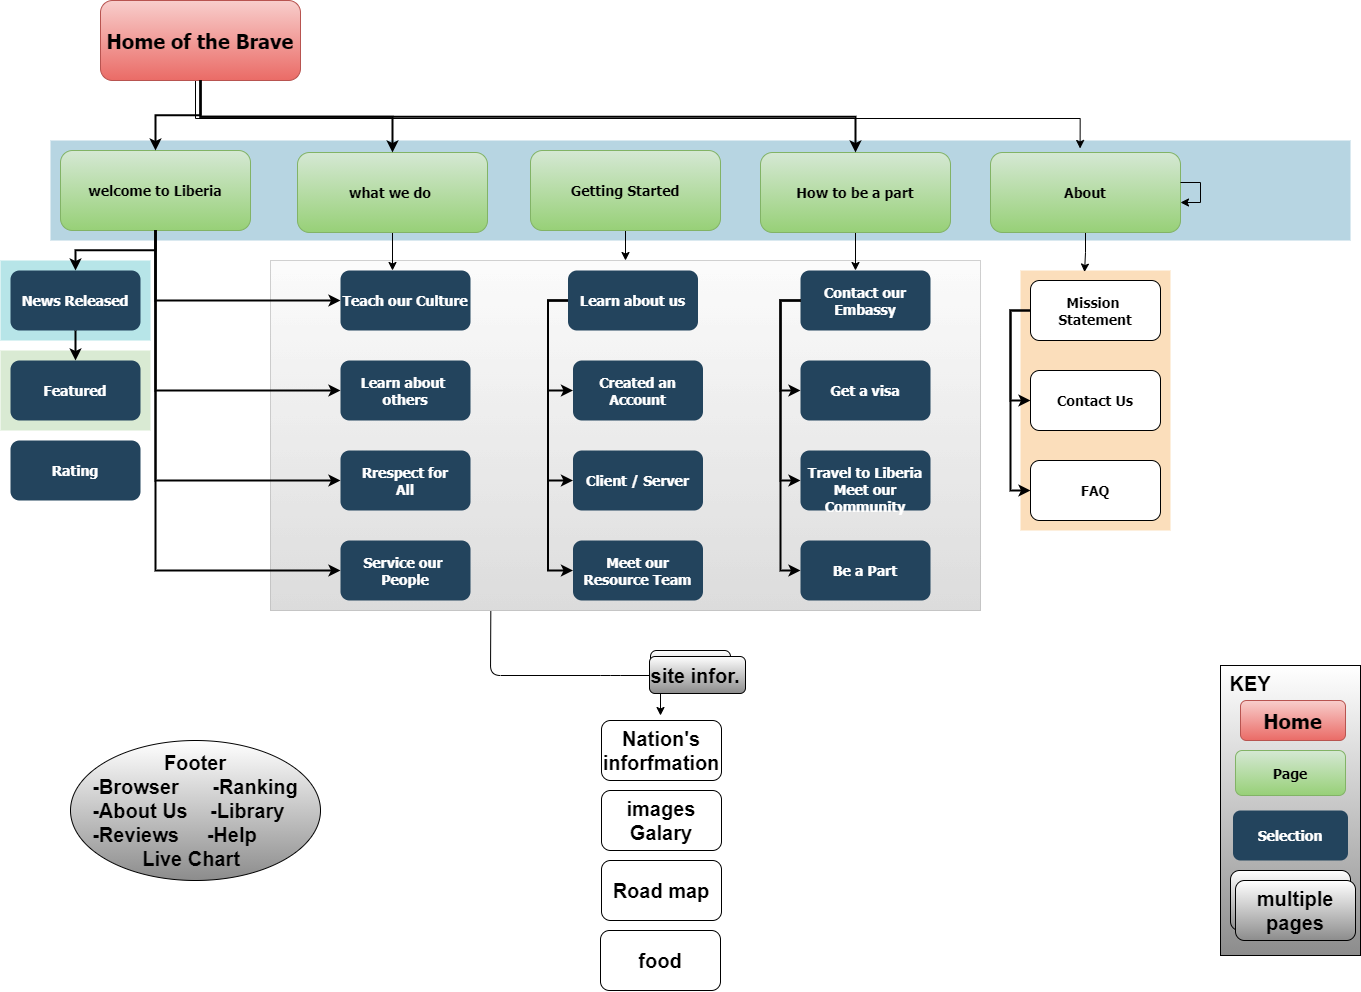 Home of the Brave
welcome to Liberia
what we do
Getting Started
How to be a part
About
News Released
Featured
Rating
Teach our Culture
Learn about
others
Rrespect for
All
Service our
People
Learn about us
Created an
Account
Client / Server
Meet our
Resource Team
Contact our
Embassy
Get a visa
Travel to Liberia
Meet our
Community
Be a Part
Mission
Statement
Contact Us
FAQ
site infor.
Nation's
inforfmation
images
Galary
Road map
food
Footer
-Browser -Ranking
-About Us -Library
-Reviews -Help
Live Chart
KEY
Home
Page
Selection
multiple
pages